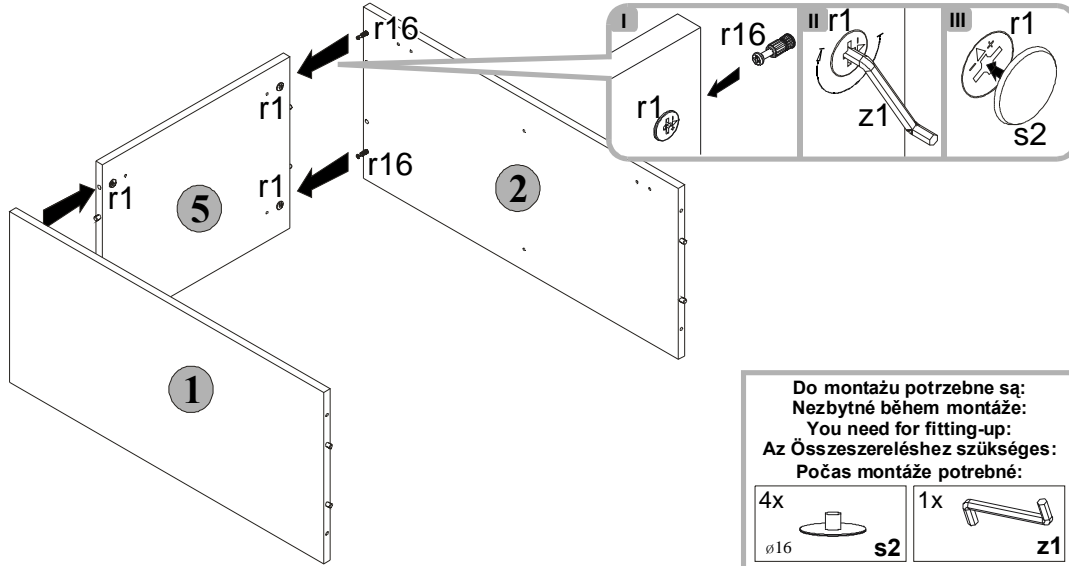 I
II
III
r16
r1
r1
z1
r1
s2
r16
r1
r16
r1
r1
5
2
1
Do montażu potrzebne są:
Nezbytné během montáže:
You need for fitting-up:
Az Összeszereléshez szükséges:
Počas montáže potrebné:
4x
ø16
s2
1x
z1